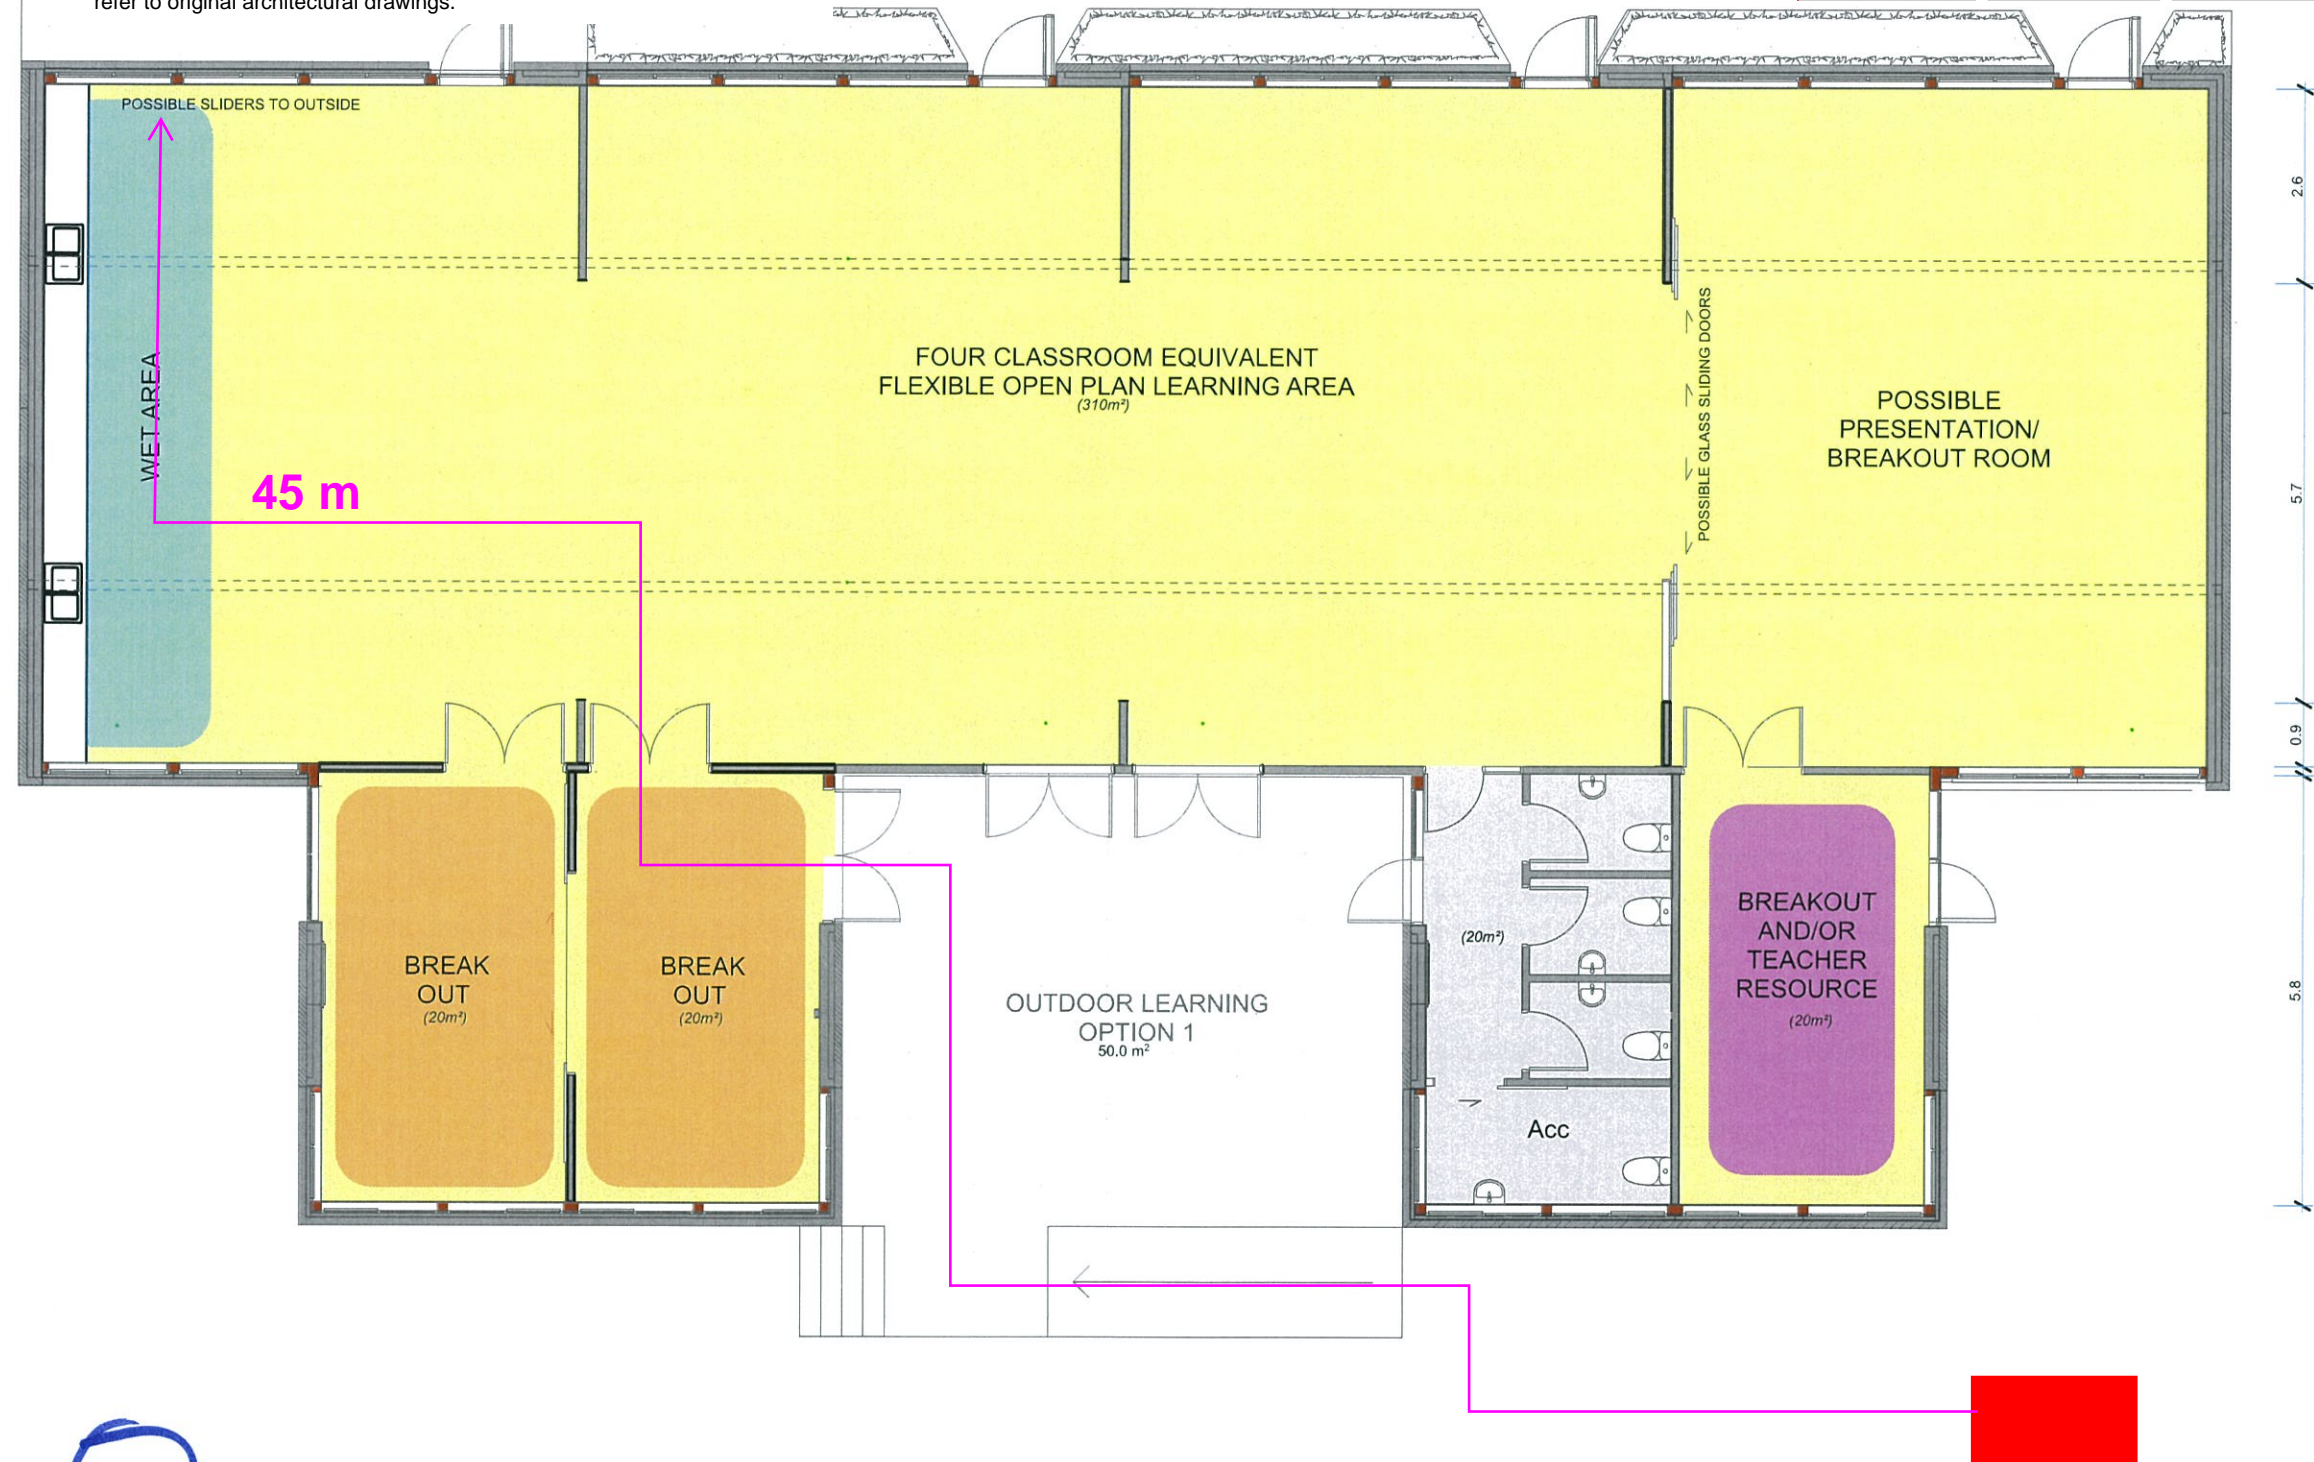 refer to original architectural drawings.
POSSIBLE SLIDERS TO OUTSIDE
2.6
WET AREA
45 m
FOUR CLASSROOM EQUIVALENT
FLEXIBLE OPEN PLAN LEARNING AREA
(310m²)
POSSIBLE GLASS SLIDING DOORS
POSSIBLE
PRESENTATION/
BREAKOUT ROOM
5.7
0.9
BREAK
OUT
(20m²)
BREAK
OUT
(20m²)
OUTDOOR LEARNING
OPTION 1
50.0 m²
(20m²)
Acc
BREAKOUT
AND/OR
TEACHER
RESOURCE
(20m²)
5.8